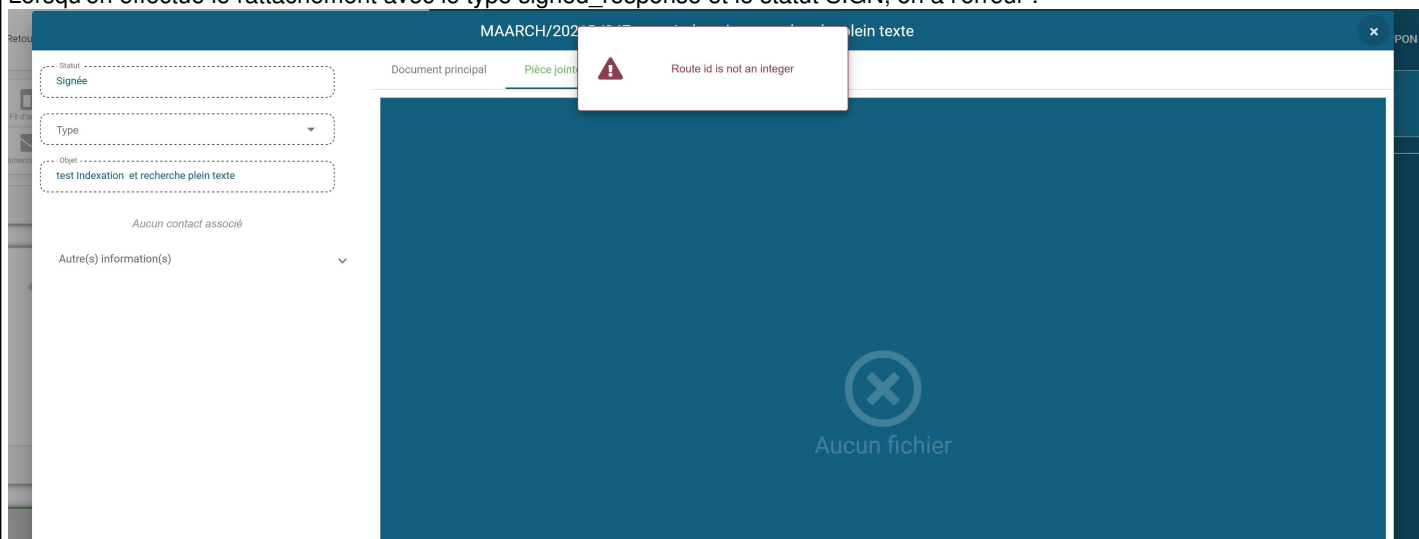 MAARCH/202
plein texte
Retou
PON
Statut
Signée
Document principal
Pièce jointe
Route id is not an integer
Fil d'a
Type
Objet
test Indexation et recherche plein texte
Aucun contact associé
Autre(s) information(s)
Aucun fichier